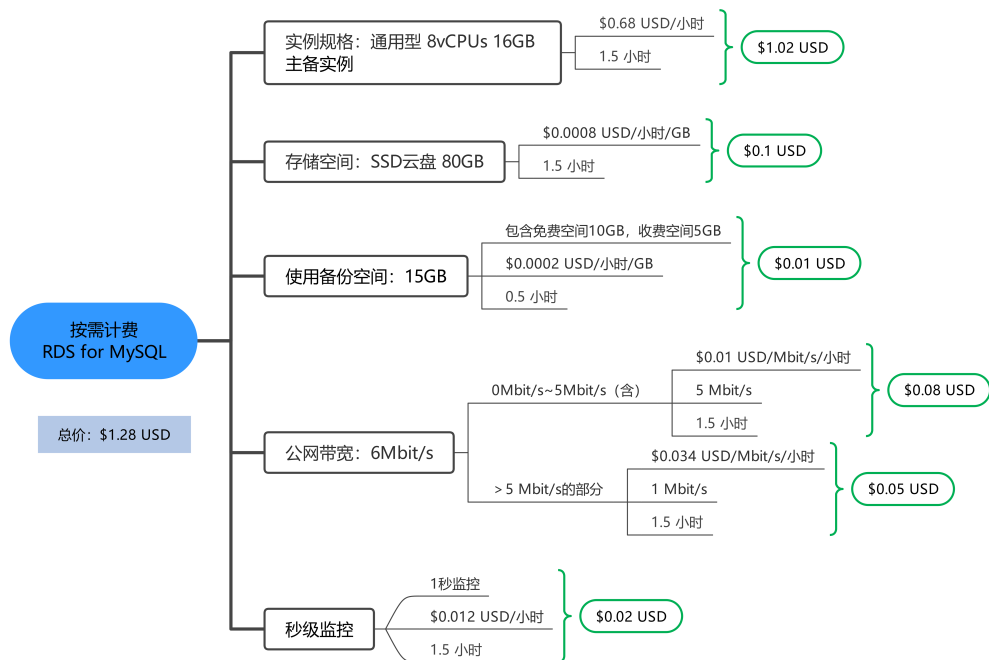 按需计费
RDS for MySQL
总价：$1.28 USD
实例规格：通用型 8vCPUs 16GB
主备实例
$0.68 USD/小时
1.5 小时
$1.02 USD
存储空间：SSD云盘 80GB
$0.0008 USD/小时/GB
1.5 小时
$0.1 USD
使用备份空间：15GB
包含免费空间10GB，收费空间5GB
$0.0002 USD/小时/GB
0.5 小时
$0.01 USD
公网带宽：6Mbit/s
0Mbit/s~5Mbit/s（含）
$0.01 USD/Mbit/s/小时
5 Mbit/s
1.5 小时
$0.08 USD
＞5 Mbit/s的部分
$0.034 USD/Mbit/s/小时
1 Mbit/s
1.5 小时
$0.05 USD
秒级监控
1秒监控
$0.012 USD/小时
1.5 小时
$0.02 USD